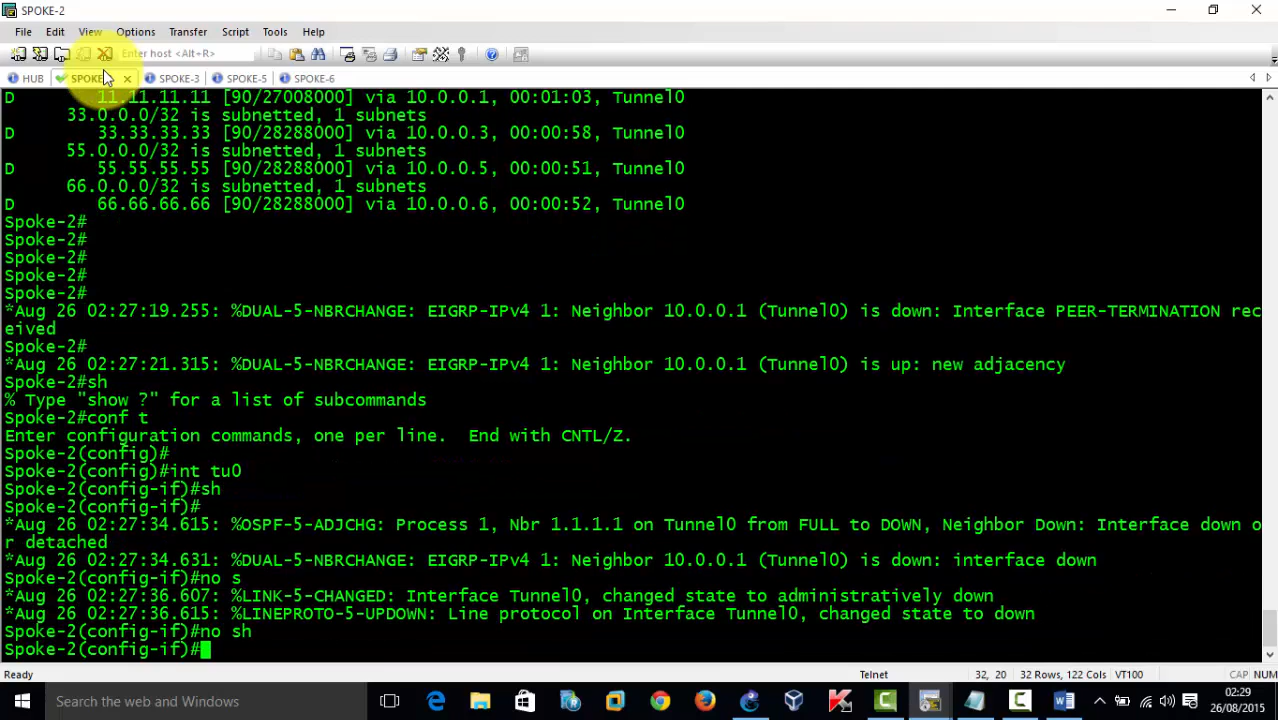 SPOKE-2
File Edit View Options Transfer Script Tools Help
Enter host <Alt+R>
HUB SPOKE SPOKE-3 SPOKE-5 SPOKE-6
D 11.11.11.11 [90/27008000] via 10.0.0.1, 00:01:03, Tunnel0
33.0.0.0/32 is subnetted, 1 subnets
D 33.33.33.33 [90/28288000] via 10.0.0.3, 00:00:58, Tunnel0
55.0.0.0/32 is subnetted, 1 subnets
D 55.55.55.55 [90/28288000] via 10.0.0.5, 00:00:51, Tunnel0
66.0.0.0/32 is subnetted, 1 subnets
D 66.66.66.66 [90/28288000] via 10.0.0.6, 00:00:52, Tunnel0
Spoke-2#
Spoke-2#
Spoke-2#
Spoke-2#
Spoke-2#
*Aug 26 02:27:19.255: %DUAL-5-NBRCHANGE: EIGRP-IPv4 1: Neighbor 10.0.0.1 (Tunnel0) is down: Interface PEER-TERMINATION rec
eived
Spoke-2#
*Aug 26 02:27:21.315: %DUAL-5-NBRCHANGE: EIGRP-IPv4 1: Neighbor 10.0.0.1 (Tunnel0) is up: new adjacency
Spoke-2#sh
% Type "show ?" for a list of subcommands
Spoke-2#conf t
Enter configuration commands, one per line. End with CNTL/Z.
Spoke-2(config)#
Spoke-2(config)#int tu0
Spoke-2(config-if)#sh
Spoke-2(config-if)#
*Aug 26 02:27:34.615: %OSPF-5-ADJCHG: Process 1, Nbr 1.1.1.1 on Tunnel0 from FULL to DOWN, Neighbor Down: Interface down o
r detached
*Aug 26 02:27:34.631: %DUAL-5-NBRCHANGE: EIGRP-IPv4 1: Neighbor 10.0.0.1 (Tunnel0) is down: interface down
Spoke-2(config-if)#no s
*Aug 26 02:27:36.607: %LINK-5-CHANGED: Interface Tunnel0, changed state to administratively down
*Aug 26 02:27:36.615: %LINEPROTO-5-UPDOWN: Line protocol on Interface Tunnel0, changed state to down
Spoke-2(config-if)#no sh
Spoke-2(config-if)#
Ready Telnet 32, 20 32 Rows, 122 Cols VT100 CAP NUM
Search the web and Windows
02:29
26/08/2015